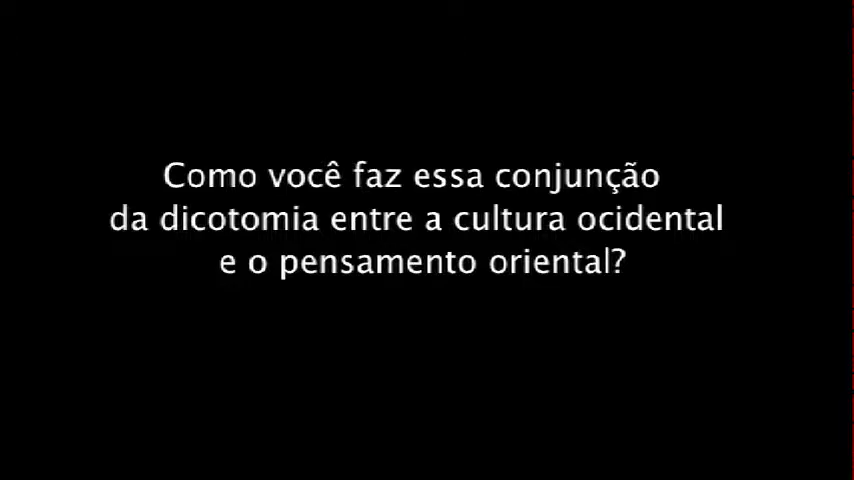 Como você faz essa conjunção
da dicotomia entre a cultura ocidental
e o pensamento oriental?